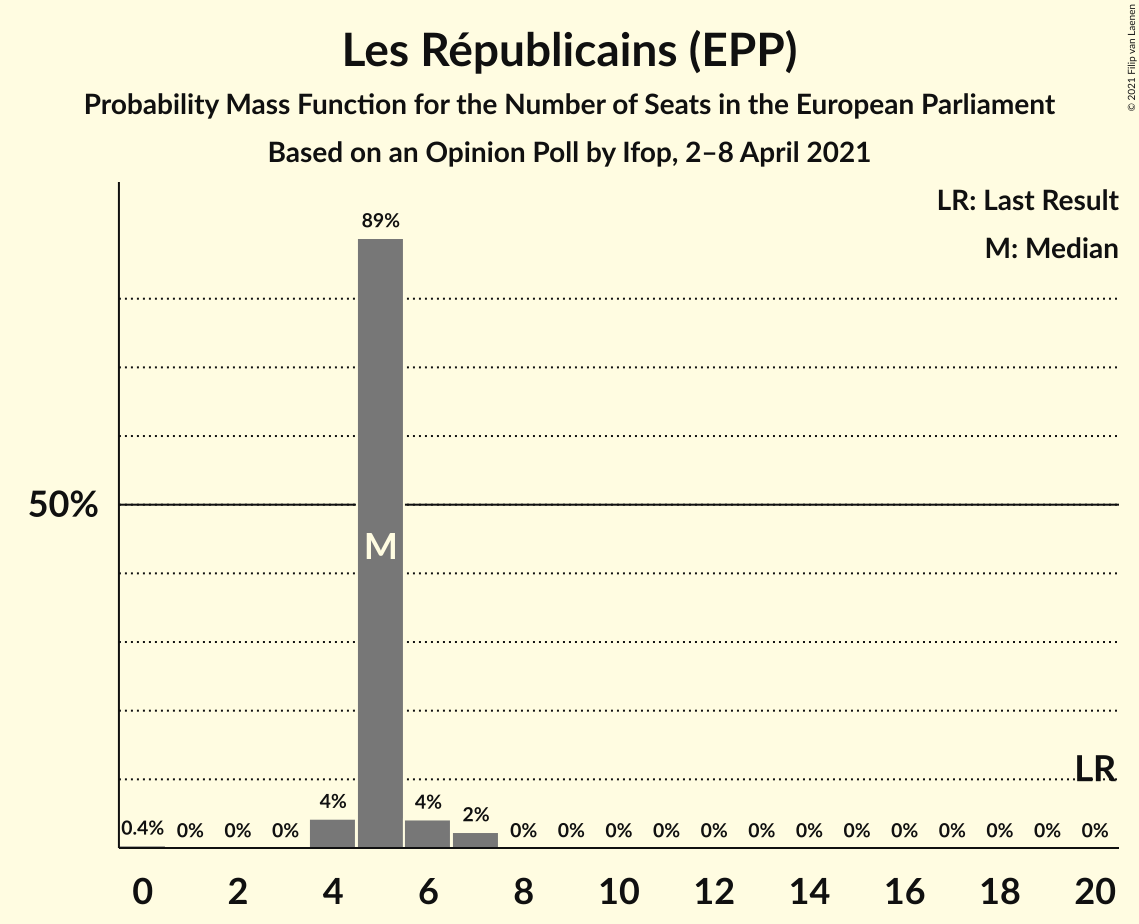 Les Républicains (EPP)
Probability Mass Function for the Number of Seats in the European Parliament
Based on an Opinion Poll by Ifop, 2–8 April 2021
© 2021 Filip van Laenen
LR: Last Result
M: Median
89%
50%
M
LR
0.4% 0% 0% 0% 4% 4% 2% 0% 0% 0% 0% 0% 0% 0% 0% 0% 0% 0% 0% 0%
0 2 4 6 8 10 12 14 16 18 20